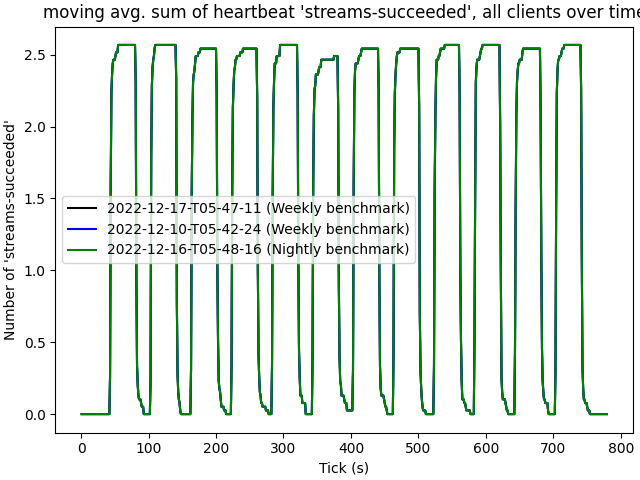 moving avg. sum of heartbeat 'streams-succeeded', all clients over time
Number of 'streams-succeeded'
2.5
2.0
1.5
1.0
0.5
0.0
2022-12-17-T05-47-11 (Weekly benchmark)
2022-12-10-T05-42-24 (Weekly benchmark)
2022-12-16-T05-48-16 (Nightly benchmark)
0 100 200 300 400 500 600 700 800
Tick (s)